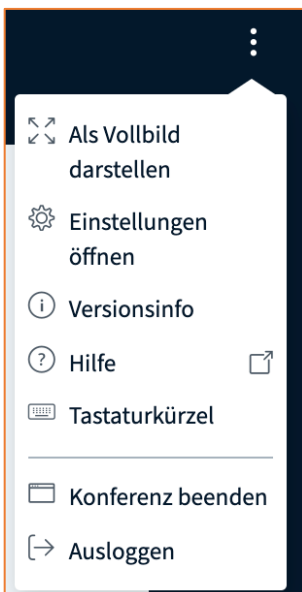 Als Vollbild
darstellen
Einstellungen
öffnen
Versionsinfo
Hilfe
Tastaturkürzel
Konferenz beenden
Ausloggen